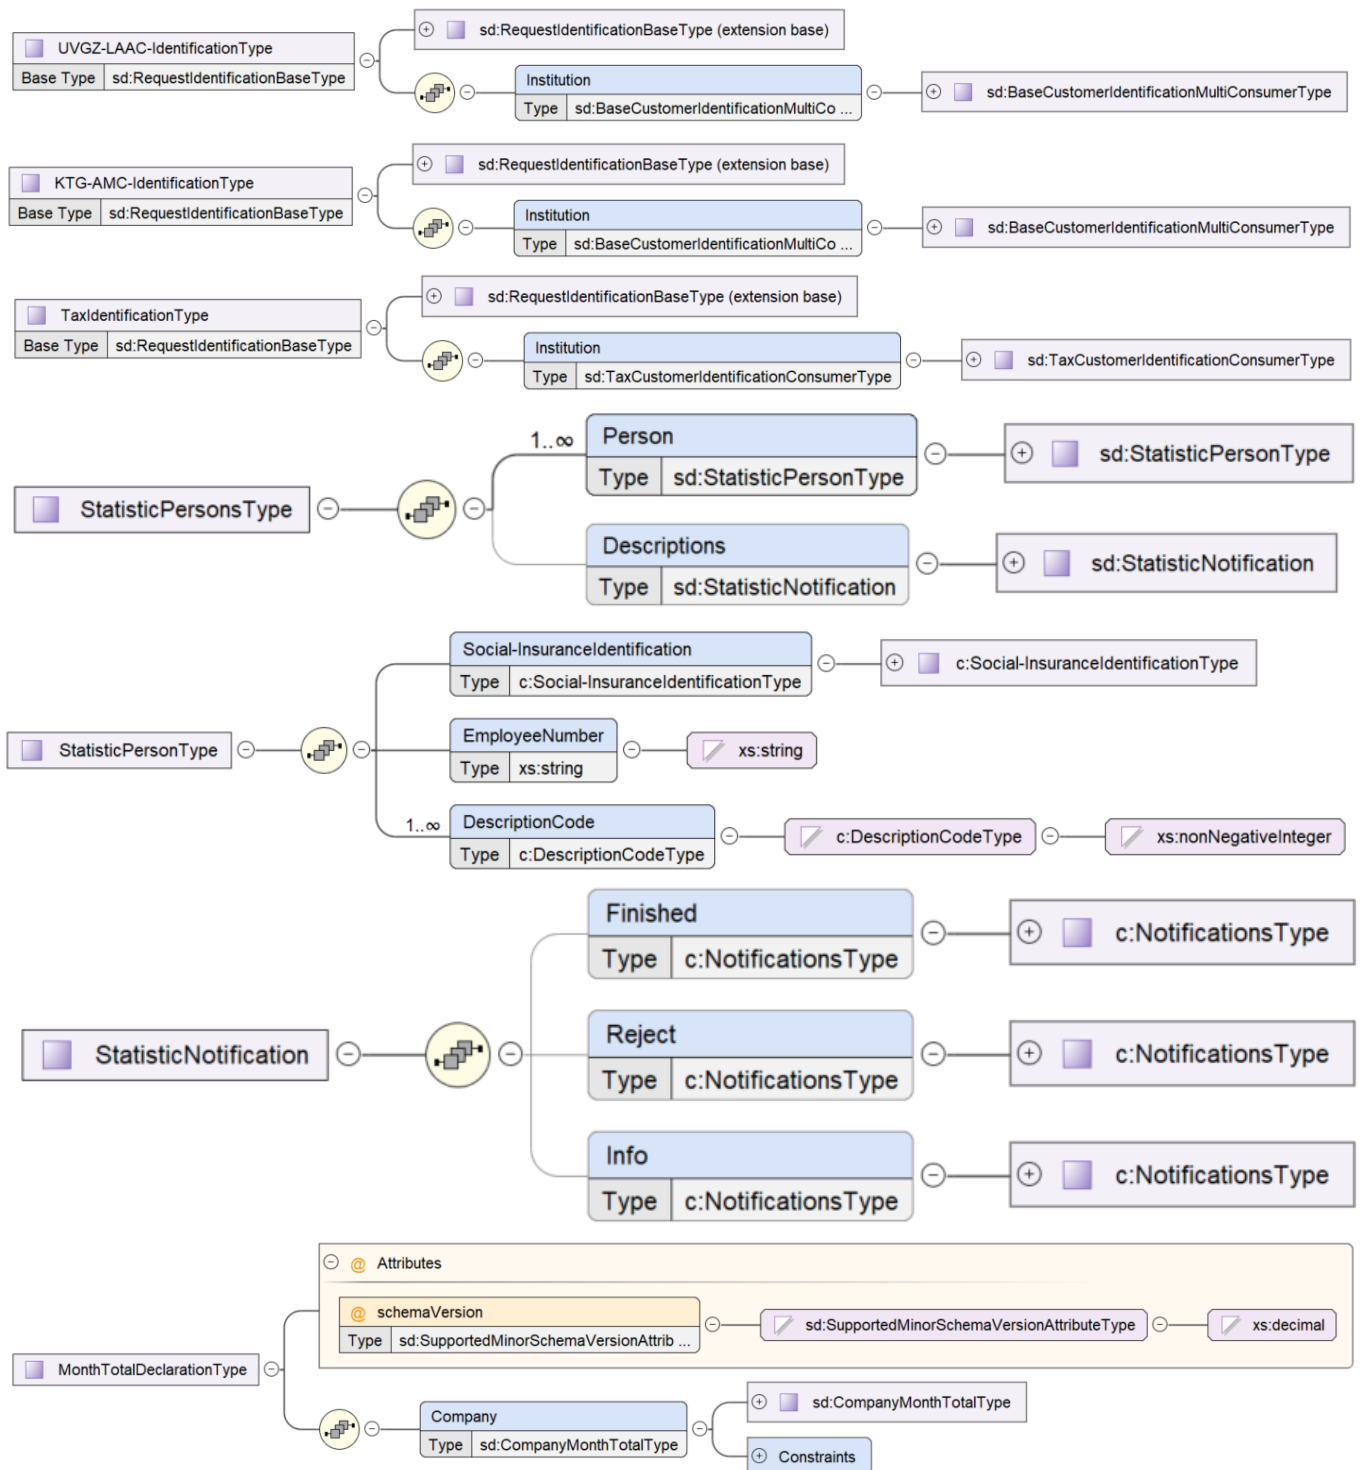 sd:RequestIdentificationBaseType (extension base)
UVGZ-LAAC-IdentificationType
Base Type sd:RequestIdentificationBaseType
Institution
Type sd:BaseCustomerIdentificationMultiCo ...
sd:BaseCustomerIdentificationMultiConsumerType
sd:RequestIdentificationBaseType (extension base)
KTG-AMC-IdentificationType
Base Type sd:RequestIdentificationBaseType
Institution
Type sd:BaseCustomerIdentificationMultiCo ...
sd:BaseCustomerIdentificationMultiConsumerType
sd:RequestIdentificationBaseType (extension base)
TaxIdentificationType
Base Type sd:RequestIdentificationBaseType
Institution
Type sd:TaxCustomerIdentificationConsumerType
sd:TaxCustomerIdentificationConsumerType
StatisticPersonsType
1..∞
Person
Type sd:StatisticPersonType
sd:StatisticPersonType
Descriptions
Type sd:StatisticNotification
sd:StatisticNotification
StatisticPersonType
Social-InsuranceIdentification
Type c:Social-InsuranceIdentificationType
c:Social-InsuranceIdentificationType
EmployeeNumber
Type xs:string
xs:string
1..∞
DescriptionCode
Type c:DescriptionCodeType
c:DescriptionCodeType
xs:nonNegativeInteger
StatisticNotification
Finished
Type c:NotificationsType
c:NotificationsType
Reject
Type c:NotificationsType
c:NotificationsType
Info
Type c:NotificationsType
c:NotificationsType
MonthTotalDeclarationType
@ Attributes
@ schemaVersion
Type sd:SupportedMinorSchemaVersionAttrib ...
sd:SupportedMinorSchemaVersionAttributeType
xs:decimal
Company
Type sd:CompanyMonthTotalType
sd:CompanyMonthTotalType
Constraints